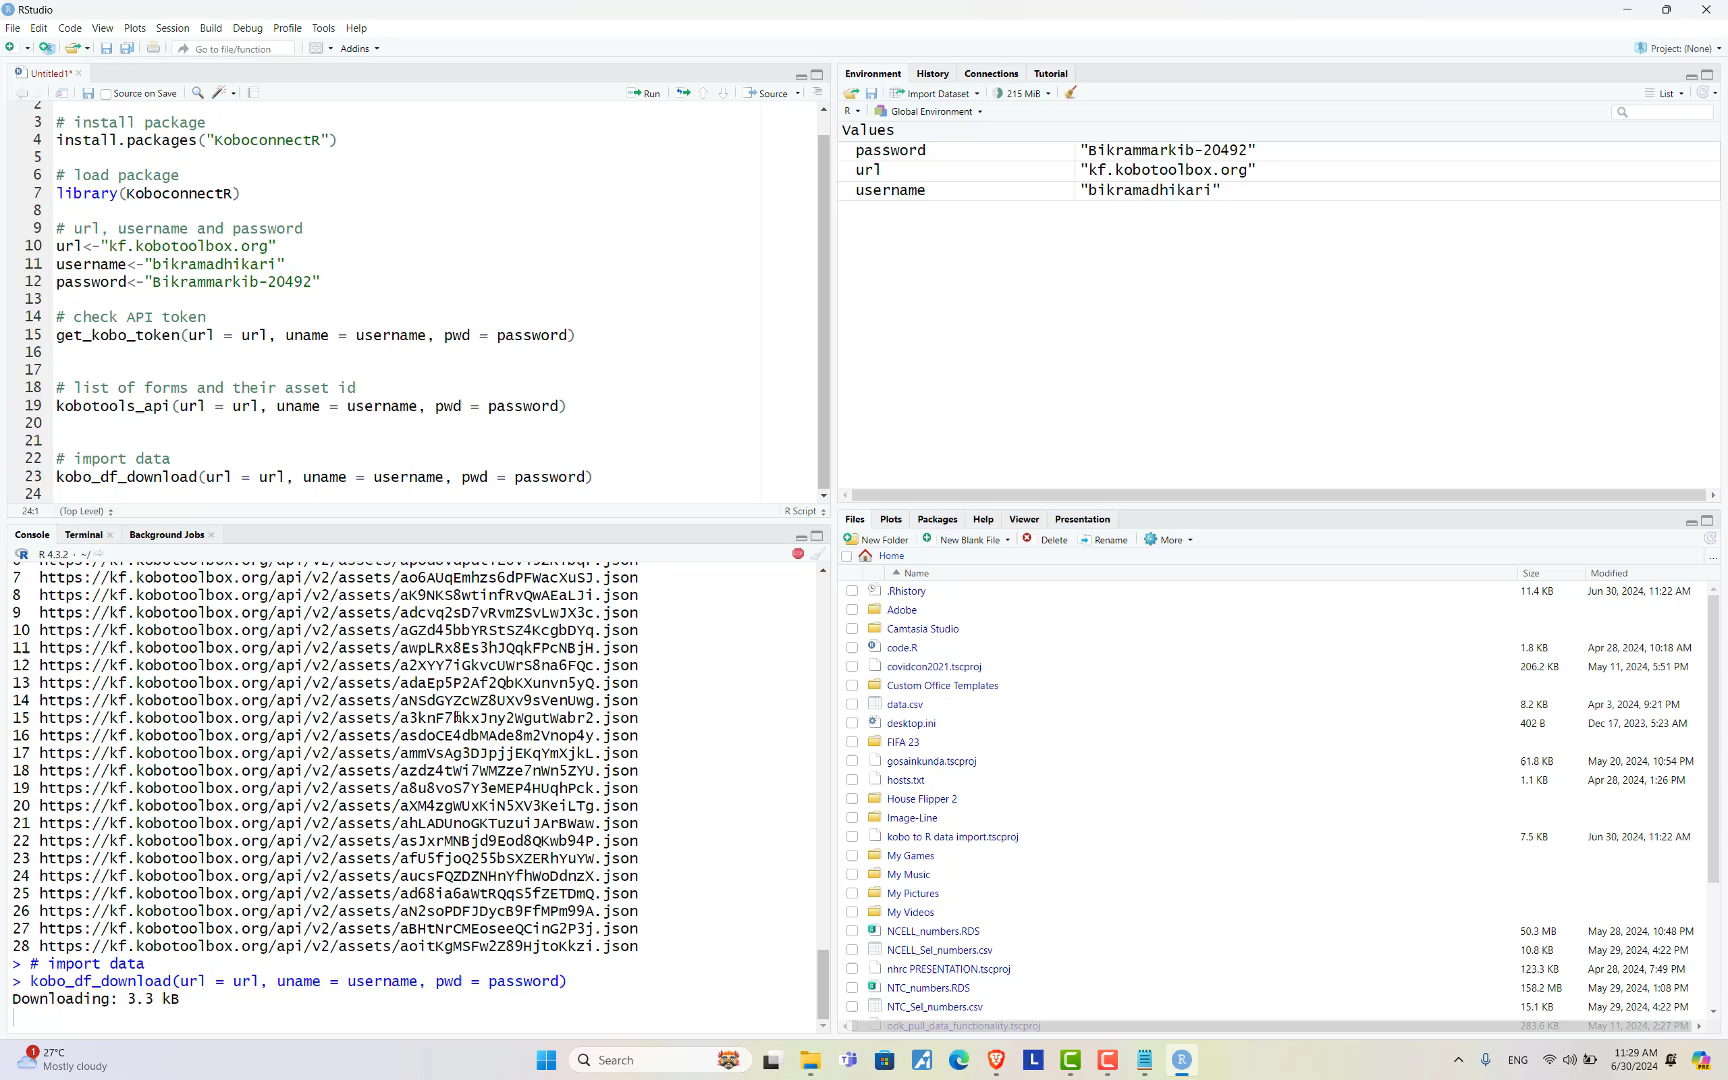 RStudio
File Edit Code View Plots Session Build Debug Profile Tools Help
Go to file/function Addins
Project: (None)
Untitled1*
Source on Save Run Source
2
3 # install package
4 install.packages("KoboconnectR")
5
6 # load package
7 library(KoboconnectR)
8
9 # url, username and password
10 url<-"kf.kobotoolbox.org"
11 username<-"bikramadhikari"
12 password<-"Bikrammarkib-20492"
13
14 # check API token
15 get_kobo_token(url = url, uname = username, pwd = password)
16
17
18 # list of forms and their asset id
19 kobotools_api(url = url, uname = username, pwd = password)
20
21
22 # import data
23 kobo_df_download(url = url, uname = username, pwd = password)
24
24:1 (Top Level) R Script
Console Terminal Background Jobs
R 4.3.2 · ~/
7 https://kf.kobotoolbox.org/api/v2/assets/ao6AUqEmhzs6dPFWacXuSJ.json
8 https://kf.kobotoolbox.org/api/v2/assets/aK9NKS8wtinfRvQwAEaLJi.json
9 https://kf.kobotoolbox.org/api/v2/assets/adcvq2sD7vRvmZSvLwJX3c.json
10 https://kf.kobotoolbox.org/api/v2/assets/aGZd45bbYRStSZ4KcgbDYq.json
11 https://kf.kobotoolbox.org/api/v2/assets/awpLRx8Es3hJQqkFPcNBjH.json
12 https://kf.kobotoolbox.org/api/v2/assets/a2XYY7iGkvcUWrS8na6FQc.json
13 https://kf.kobotoolbox.org/api/v2/assets/adaEp5P2Af2QbKXunvn5yQ.json
14 https://kf.kobotoolbox.org/api/v2/assets/aNSdGYZcWZ8UXv9sVenUwg.json
15 https://kf.kobotoolbox.org/api/v2/assets/a3knF7hkxJny2WgutWabr2.json
16 https://kf.kobotoolbox.org/api/v2/assets/asdoCE4dbMAde8m2Vnop4y.json
17 https://kf.kobotoolbox.org/api/v2/assets/ammVsAg3DJpjjEKqYmXjkL.json
18 https://kf.kobotoolbox.org/api/v2/assets/azdz4tWi7WMZze7nWn5ZYU.json
19 https://kf.kobotoolbox.org/api/v2/assets/a8u8voS7Y3eMEP4HUqhPck.json
20 https://kf.kobotoolbox.org/api/v2/assets/aXM4zgWUxKiN5XV3KeiLTg.json
21 https://kf.kobotoolbox.org/api/v2/assets/ahLADUnoGKTuzuiJArBWaw.json
22 https://kf.kobotoolbox.org/api/v2/assets/asJxrMNBjd9Eod8QKwb94P.json
23 https://kf.kobotoolbox.org/api/v2/assets/afU5fjoQ255bSXZERhYuYW.json
24 https://kf.kobotoolbox.org/api/v2/assets/aucsFQZDZNHnYfhWoDdnzX.json
25 https://kf.kobotoolbox.org/api/v2/assets/ad68ia6aWtRQqS5fZETDmQ.json
26 https://kf.kobotoolbox.org/api/v2/assets/aN2soPDFJDycB9FfMPm99A.json
27 https://kf.kobotoolbox.org/api/v2/assets/aBHtNrCMEoseeQCinG2P3j.json
28 https://kf.kobotoolbox.org/api/v2/assets/aoitKgMSFw2Z89HjtoKkzi.json
> # import data
> kobo_df_download(url = url, uname = username, pwd = password)
Downloading: 3.3 kB
Environment History Connections Tutorial
Import Dataset 215 MiB List
R Global Environment
Values
password "Bikrammarkib-20492"
url "kf.kobotoolbox.org"
username "bikramadhikari"
Files Plots Packages Help Viewer Presentation
New Folder New Blank File Delete Rename More
Home
Name Size Modified
.Rhistory 11.4 KB Jun 30, 2024, 11:22 AM
Adobe
Camtasia Studio
code.R 1.8 KB Apr 28, 2024, 10:18 AM
covidcon2021.tscproj 206.2 KB May 11, 2024, 5:51 PM
Custom Office Templates
data.csv 8.2 KB Apr 3, 2024, 9:21 PM
desktop.ini 402 B Dec 17, 2023, 5:23 AM
FIFA 23
gosainkunda.tscproj 61.8 KB May 20, 2024, 10:54 PM
hosts.txt 1.1 KB Apr 28, 2024, 1:26 PM
House Flipper 2
Image-Line
kobo to R data import.tscproj 7.5 KB Jun 30, 2024, 11:22 AM
My Games
My Music
My Pictures
My Videos
NCELL_numbers.RDS 50.3 MB May 28, 2024, 10:48 PM
NCELL_Sel_numbers.csv 10.8 KB May 29, 2024, 4:22 PM
nhrc PRESENTATION.tscproj 123.3 KB Apr 28, 2024, 7:49 PM
NTC_numbers.RDS 158.2 MB May 29, 2024, 1:08 PM
NTC_Sel_numbers.csv 15.1 KB May 29, 2024, 4:22 PM
odk_pull_data_functionality.tscproj 283.6 KB May 11, 2024, 2:27 PM
1 27°C
Mostly cloudy
Search
ENG
11:29 AM
6/30/2024